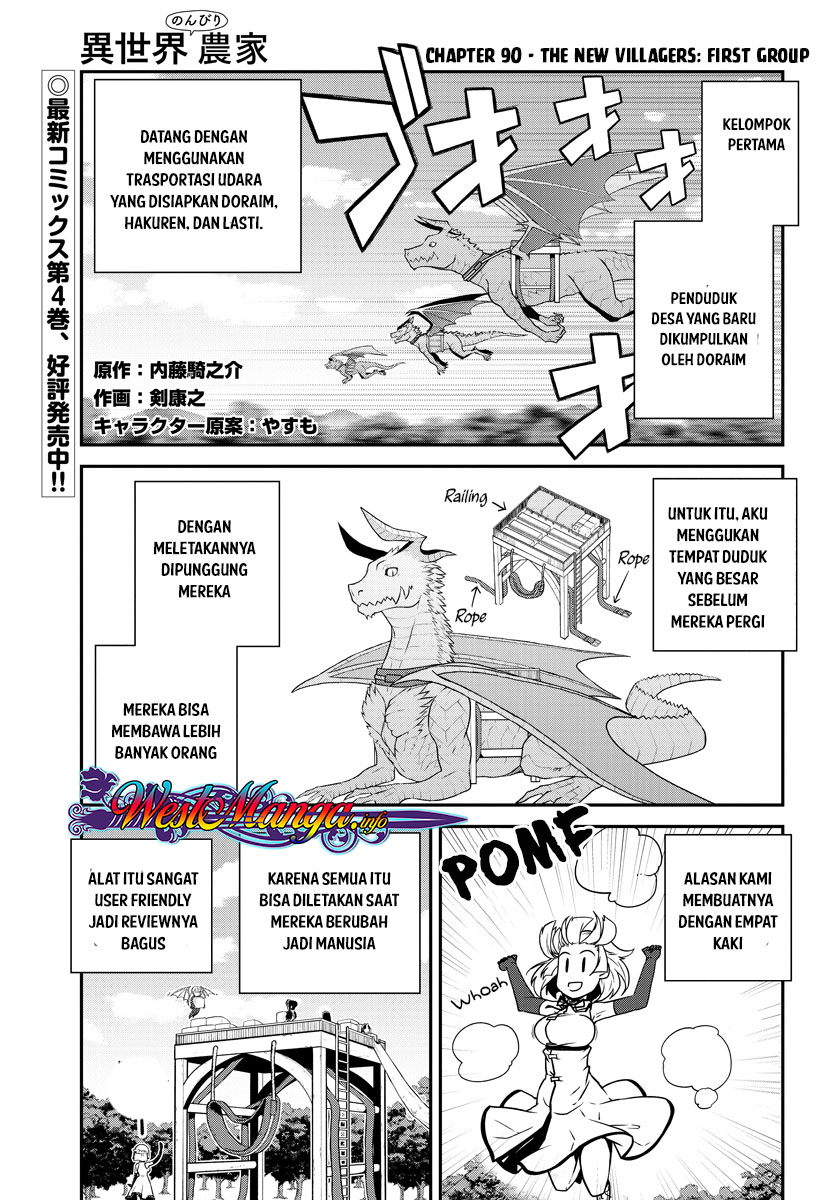 のんびり
異世界 農家
CHAPTER 90 - THE NEW VILLAGERS: FIRST GROUP
◎最新コミックス第4巻、好評発売中!!
KELOMPOK
PERTAMA
ブオオオオ
PENDUDUK
DESA YANG BARU
DIKUMPULKAN
OLEH DORAIM
DATANG DENGAN
MENGGUNAKAN
TRASPORTASI UDARA
YANG DISIAPKAN DORAIM,
HAKUREN, DAN LASTI.
原作：内藤騎之介
作画：剣康之
キャラクター原案：やすも
UNTUK ITU, AKU
MENGGUKAN
TEMPAT DUDUK
YANG BESAR
SEBELUM
MEREKA PERGI
Railing
Rope
Rope
DENGAN
MELETAKANNYA
DIPUNGGUNG
MEREKA
MEREKA BISA
MEMBAWA LEBIH
BANYAK ORANG
WestManga.info
ALASAN KAMI
MEMBUATNYA
DENGAN EMPAT
KAKI
POMF
Whoah
KARENA SEMUA ITU
BISA DILETAKAN SAAT
MEREKA BERUBAH
JADI MANUSIA
ALAT ITU SANGAT
USER FRIENDLY
JADI REVIEWNYA
BAGUS